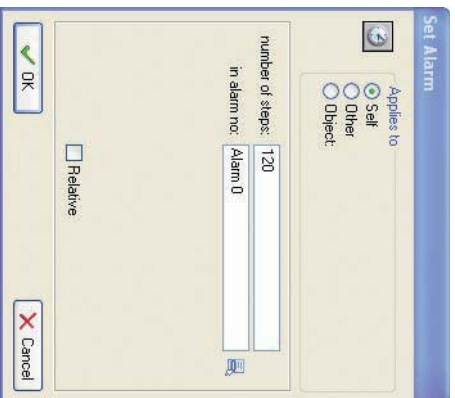 Set Alarm
Applies to
Self
Other
Object:
number of steps: 120
in alarm no: Alarm 0
Relative
OK
Cancel